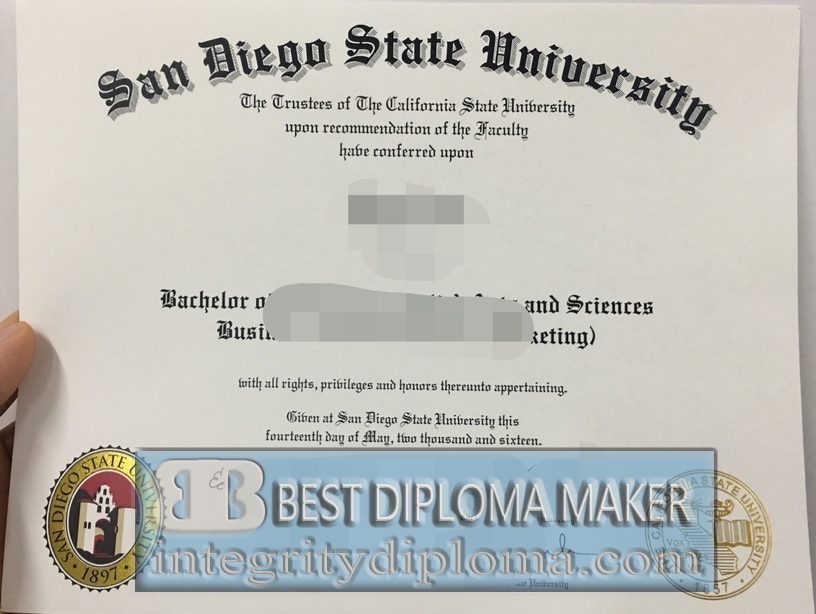 San Diego State University
The Trustees of The California State University
upon recommendation of the Faculty
have conferred upon
Bachelor and Sciences
with all rights, privileges and honors thereunto appertaining.
Given at San Diego State University this
fourteenth day of May, two thousand and sixteen.
SAN DIEGO STATE
1897
B & B BEST DIPLOMA MAKER
integritydiploma.com
STATE UNIVERSITY
VOX
1857
University